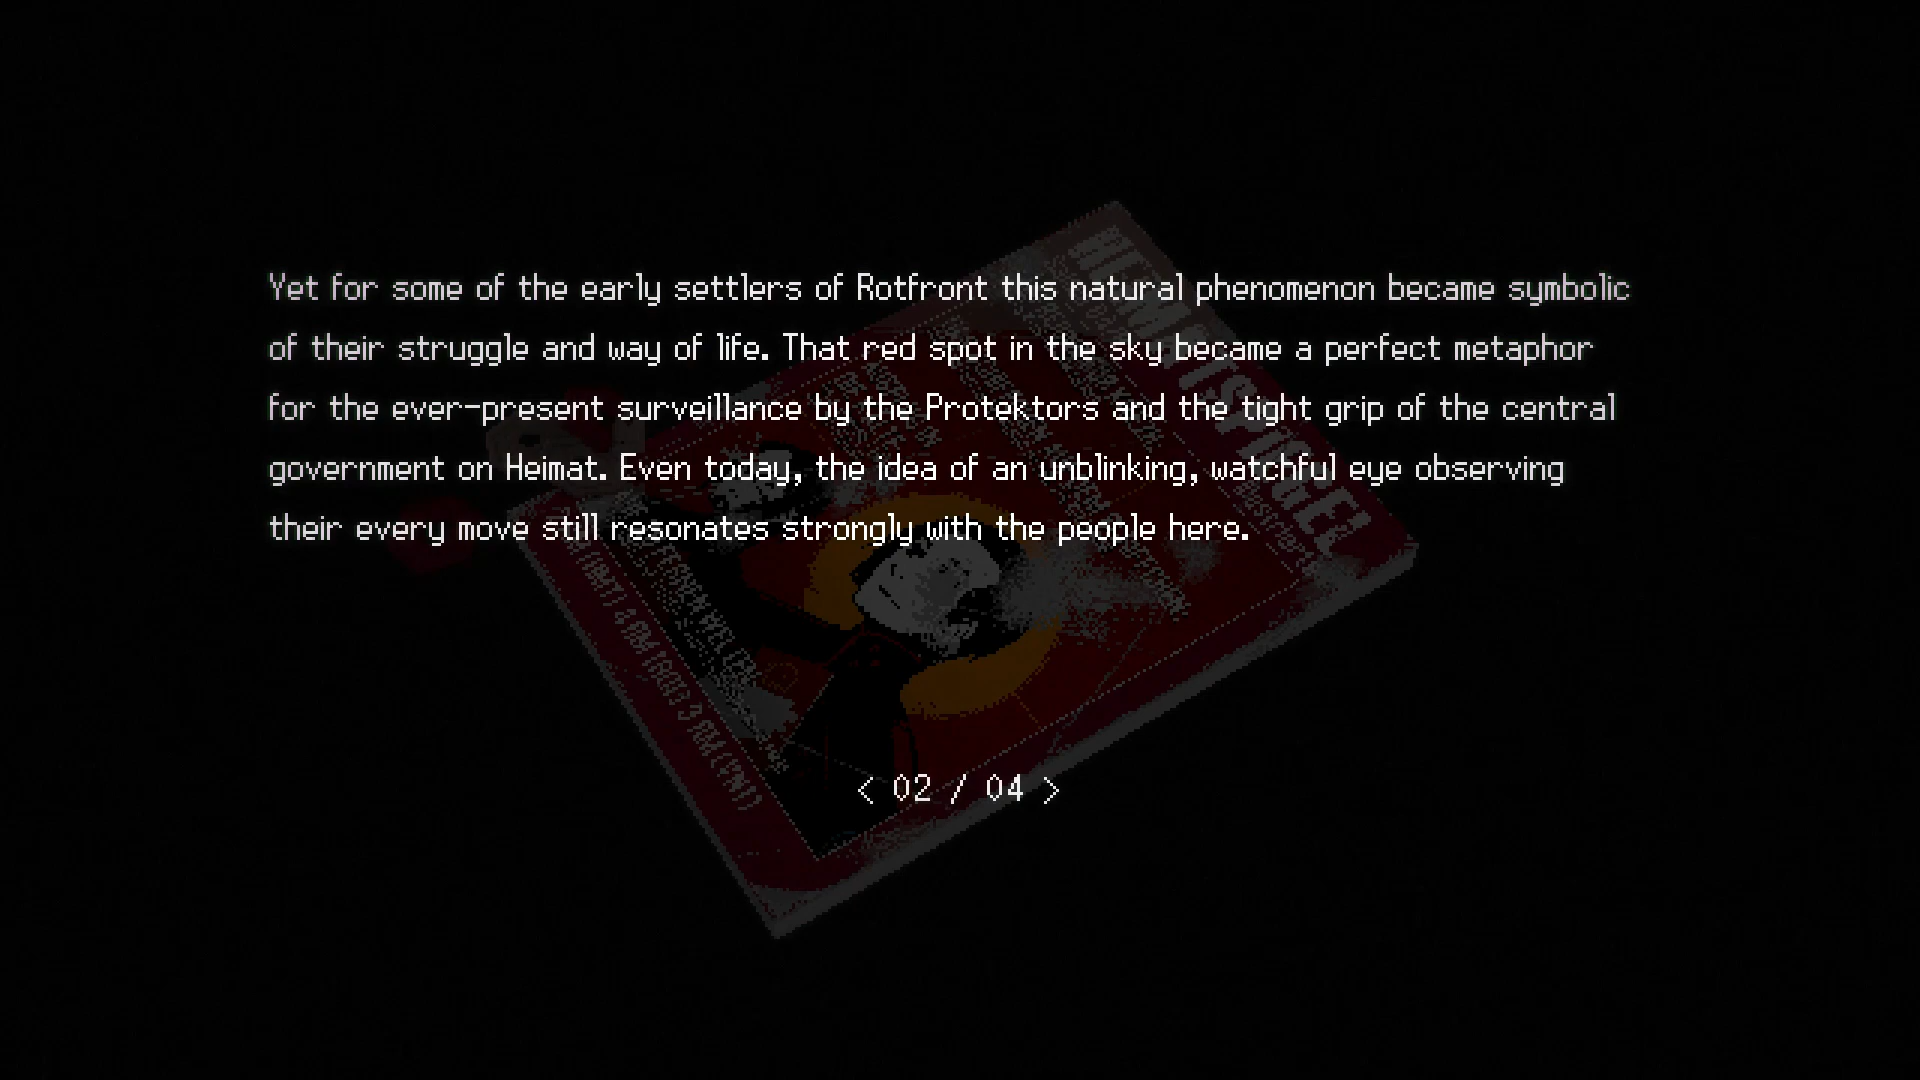 Yet for some of the early settlers of Rotfront this natural phenomenon became symbolic
of their struggle and way of life. That red spot in the sky became a perfect metaphor
for the ever-present surveillance by the Protektors and the tight grip of the central
government on Heimat. Even today, the idea of an unblinking, watchful eye observing
their every move still resonates strongly with the people here.
< 02 / 04 >